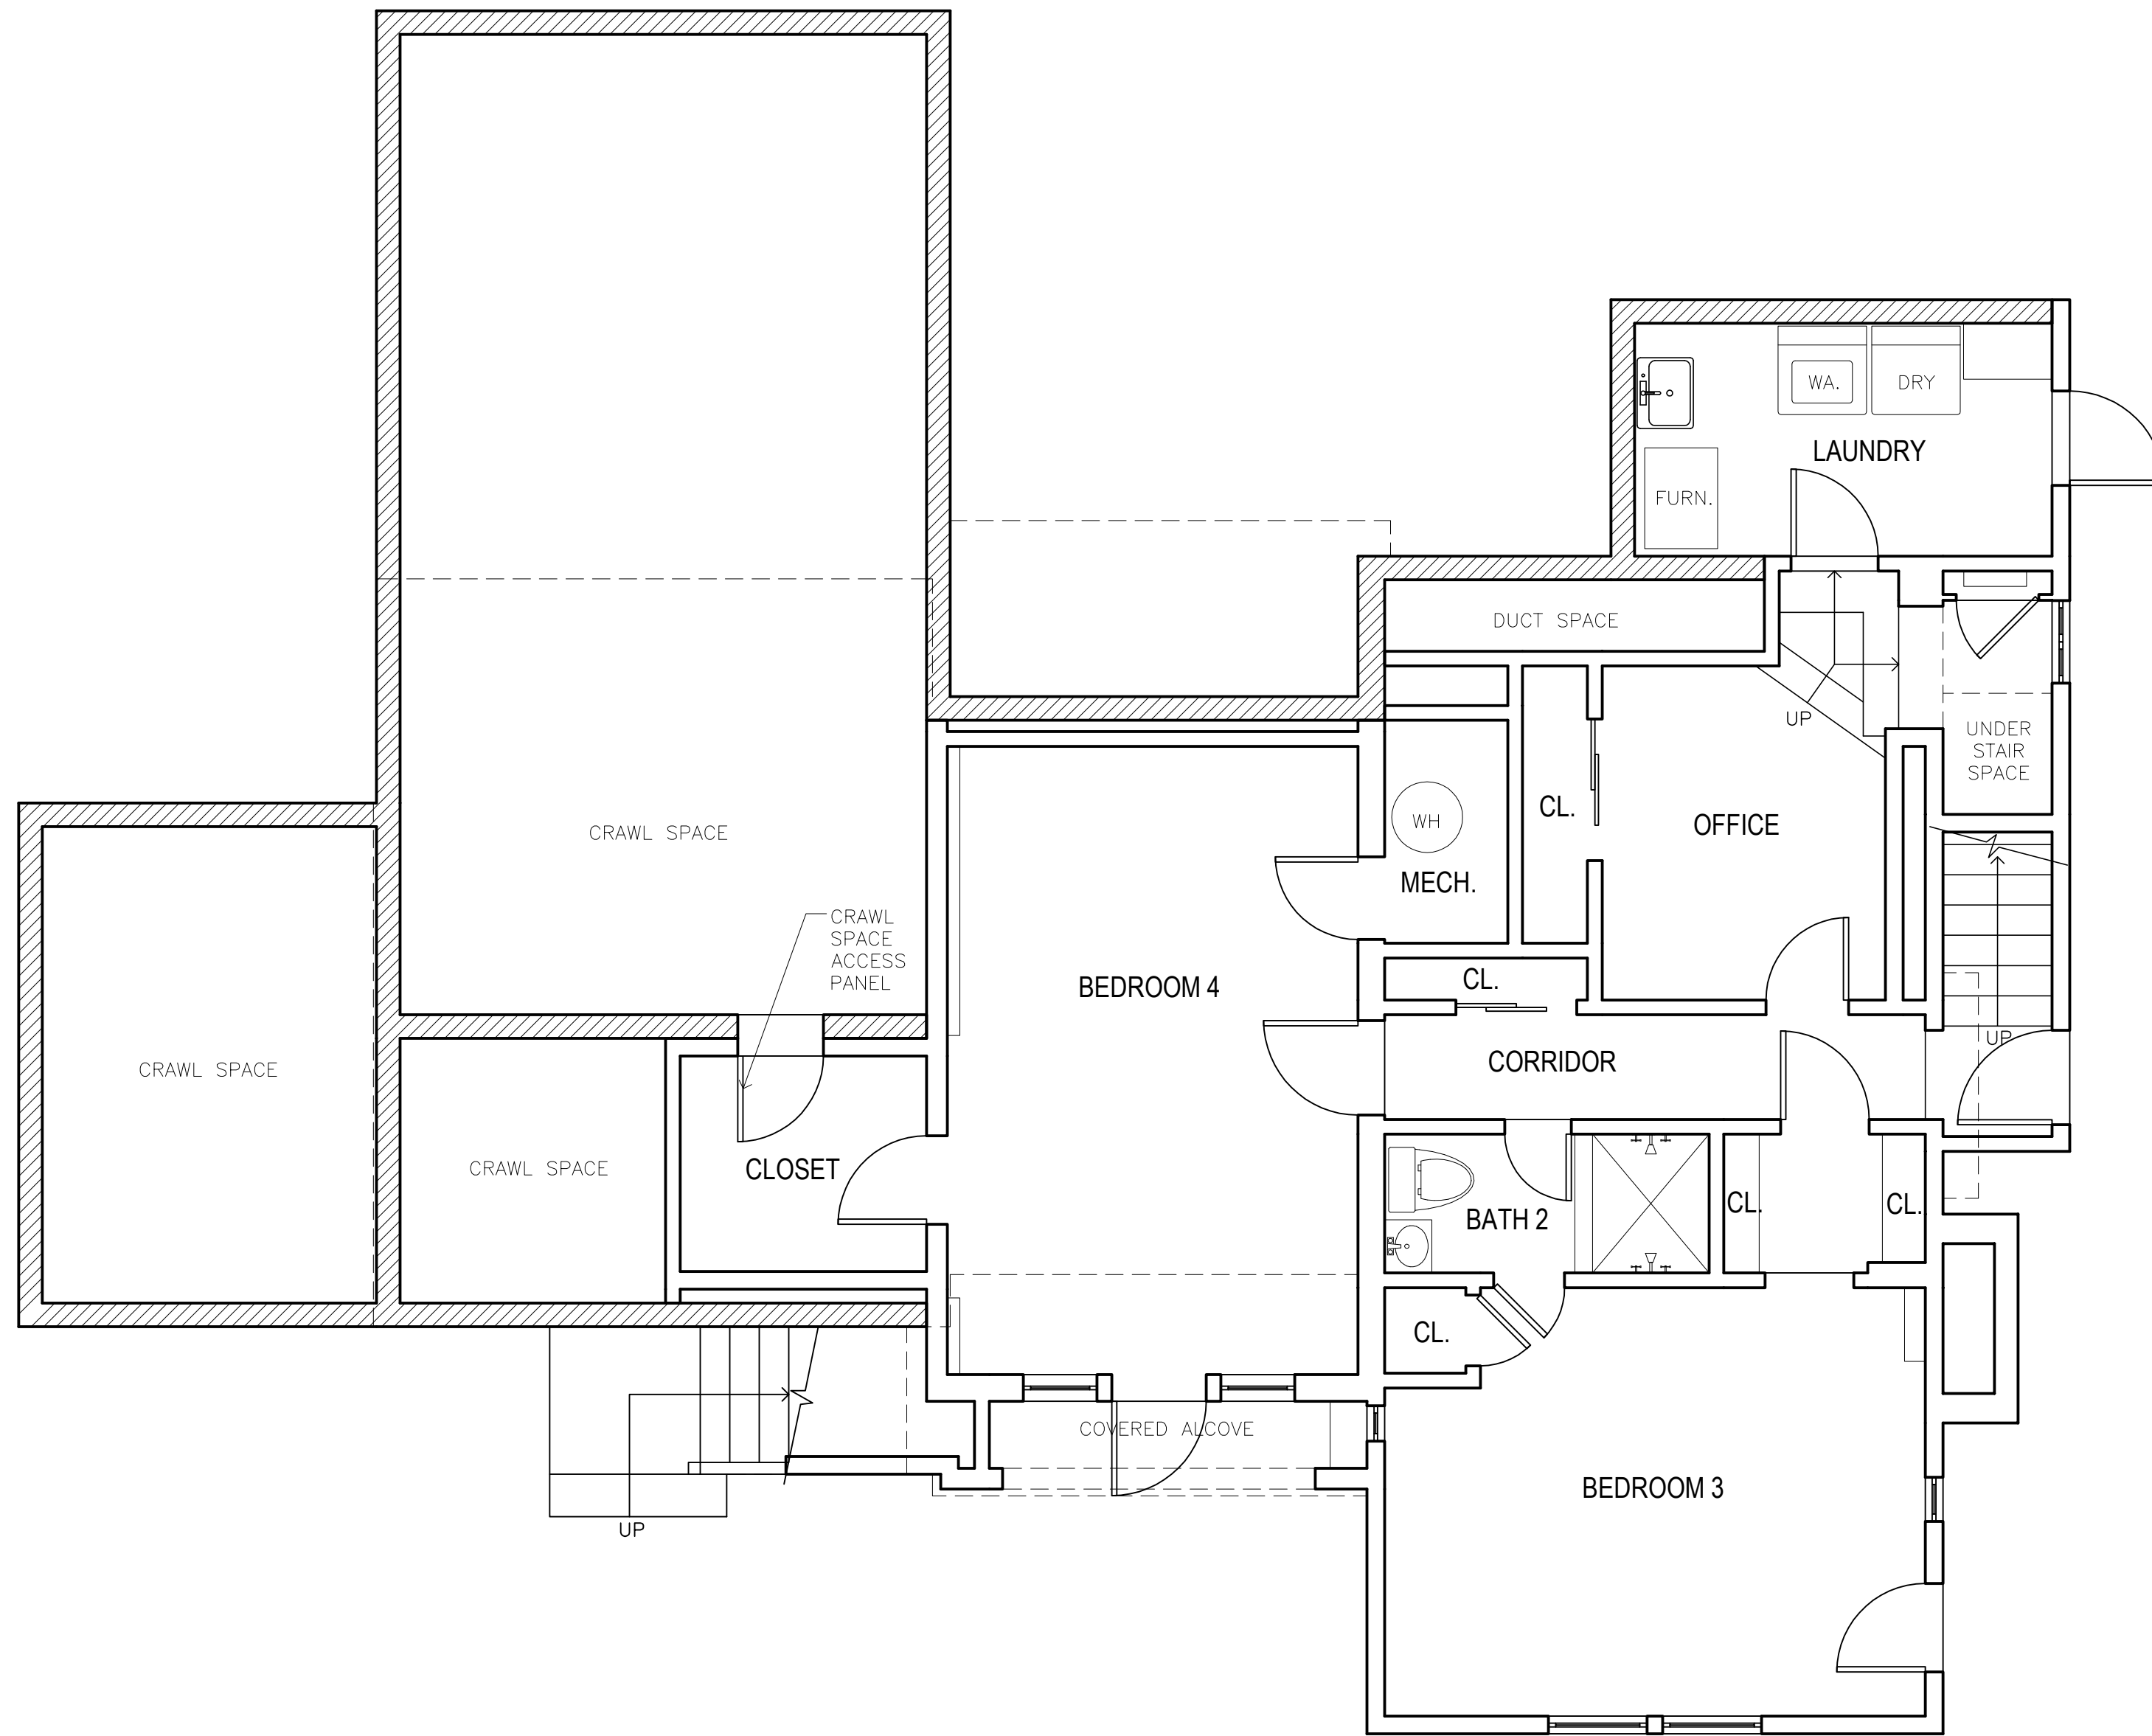 WA.
DRY
LAUNDRY
FURN.
DUCT SPACE
UP
UNDER
STAIR
SPACE
CL.
OFFICE
WH
MECH.
CRAWL SPACE
CRAWL
SPACE
ACCESS
PANEL
CL.
BEDROOM 4
UP
CORRIDOR
CRAWL SPACE
CRAWL SPACE
CLOSET
CL.
CL.
BATH 2
CL.
COVERED ALCOVE
BEDROOM 3
UP